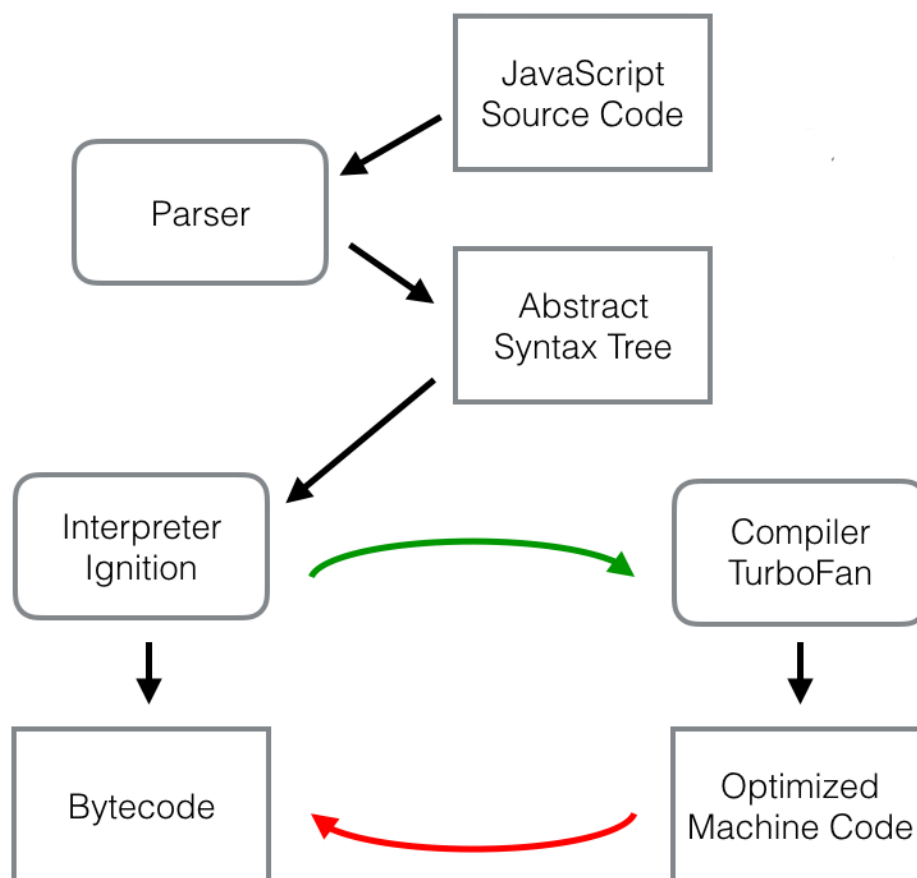 JavaScript
Source Code
Parser
Abstract
Syntax Tree
Interpreter
Ignition
Compiler
TurboFan
Bytecode
Optimized
Machine Code